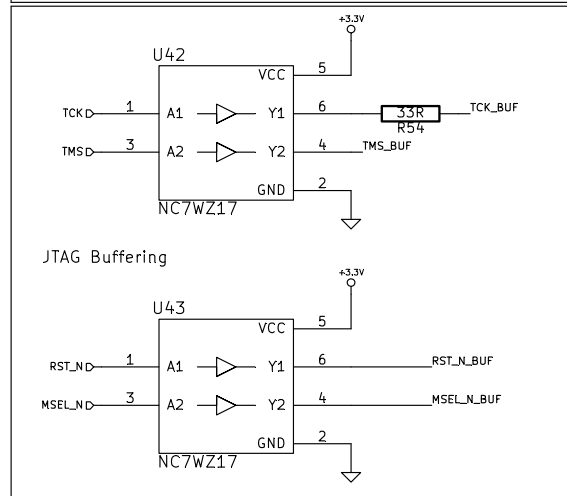 +3.3V
U42
VCC 5
TCK 1 A1 Y1 6 33R TCK_BUF
R54
TMS 3 A2 Y2 4 TMS_BUF
GND 2
NC7WZ17
JTAG Buffering
+3.3V
U43
VCC 5
RST_N 1 A1 Y1 6 RST_N_BUF
MSEL_N 3 A2 Y2 4 MSEL_N_BUF
GND 2
NC7WZ17